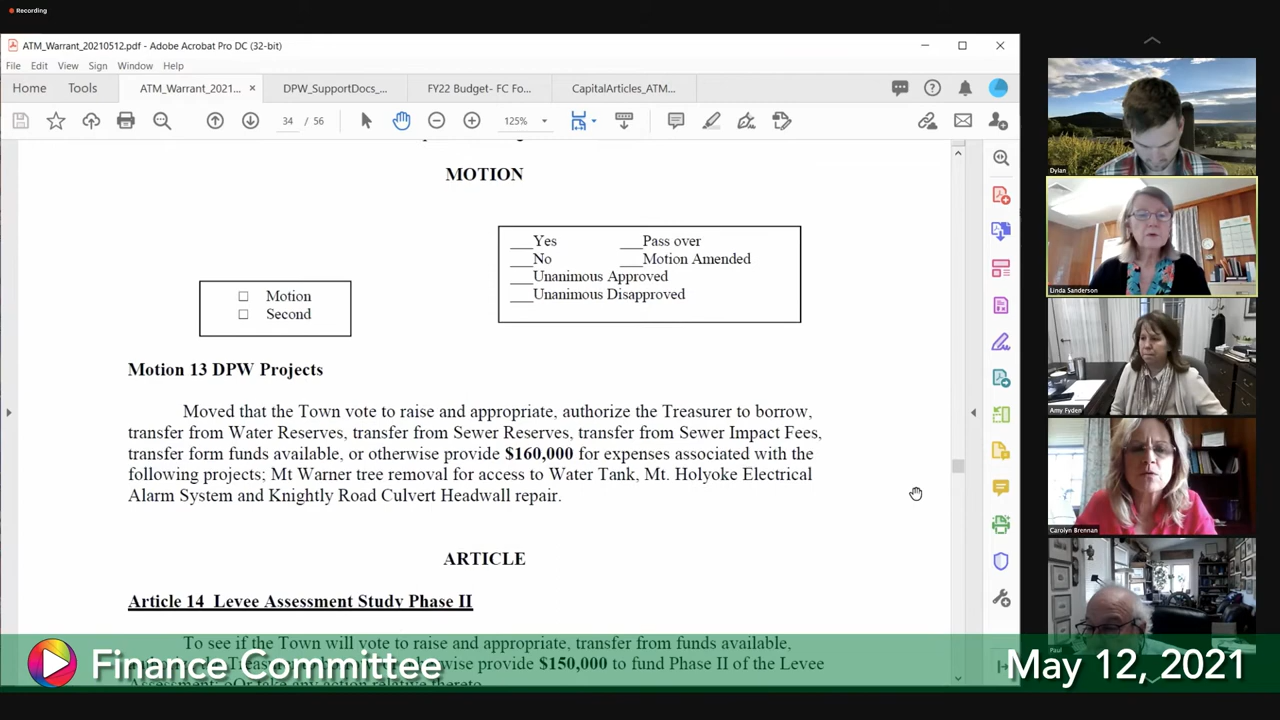 Recording
ATM_Warrant_20210512.pdf - Adobe Acrobat Pro DC (32-bit)
File Edit View Sign Window Help
Home Tools ATM_Warrant_2021... × DPW_SupportDocs_... FY22 Budget- FC Fo... CapitalArticles_ATM...
34 / 56 125%
MOTION
___Yes ___Pass over
___No ___Motion Amended
___Unanimous Approved
___Unanimous Disapproved
☐ Motion
☐ Second
Motion 13 DPW Projects
Moved that the Town vote to raise and appropriate, authorize the Treasurer to borrow,
transfer from Water Reserves, transfer from Sewer Reserves, transfer from Sewer Impact Fees,
transfer form funds available, or otherwise provide $160,000 for expenses associated with the
following projects; Mt Warner tree removal for access to Water Tank, Mt. Holyoke Electrical
Alarm System and Knightly Road Culvert Headwall repair.
ARTICLE
Article 14 Levee Assessment Study Phase II
To see if the Town will vote to raise and appropriate, transfer from funds available,
provide $150,000 to fund Phase II of the Levee
Dylan
Linda Sanderson
Amy Fyden
Carolyn Brennan
Paul
Finance Committee
May 12, 2021